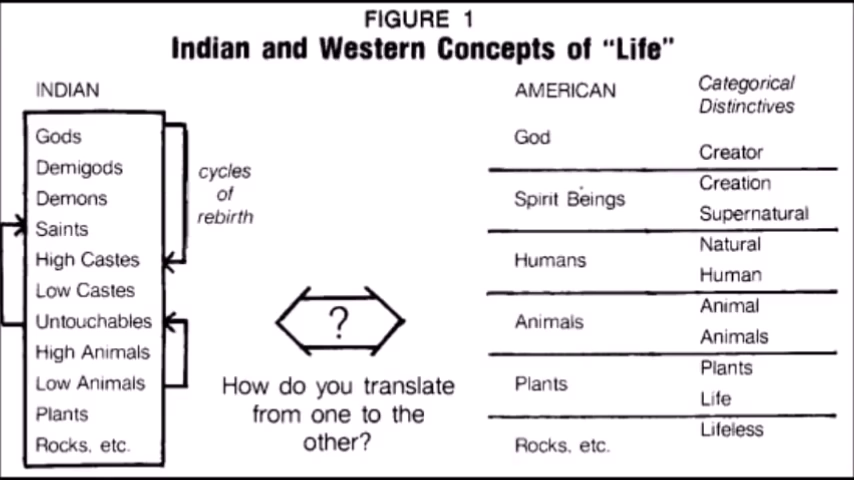 FIGURE 1
Indian and Western Concepts of "Life"
INDIAN
Gods
Demigods
Demons
Saints
High Castes
Low Castes
Untouchables
High Animals
Low Animals
Plants
Rocks, etc.
cycles
of
rebirth
?
How do you translate
from one to the
other?
AMERICAN
God
Spirit Beings
Humans
Animals
Plants
Rocks, etc.
Categorical
Distinctives
Creator
Creation
Supernatural
Natural
Human
Animal
Animals
Plants
Life
Lifeless